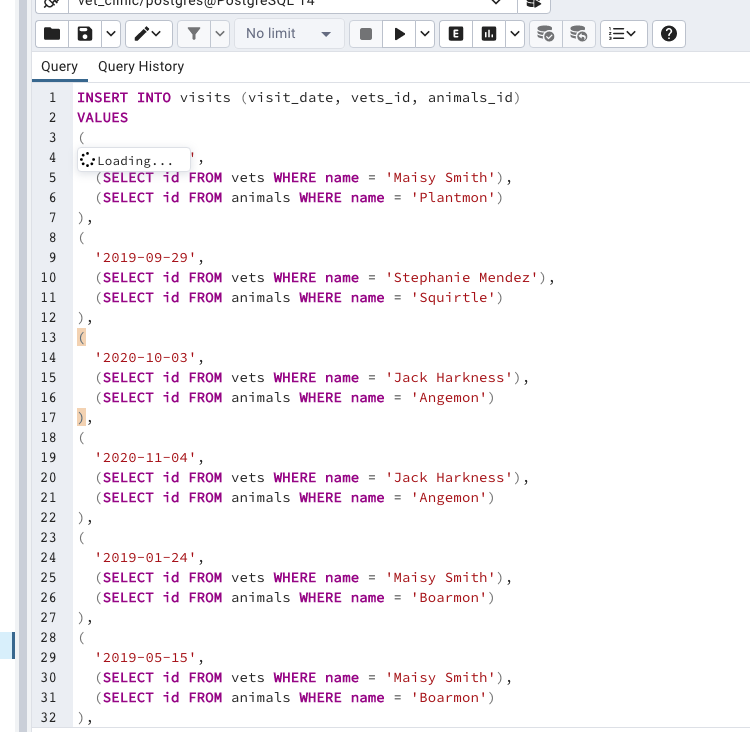 vet_clinic/postgres@PostgreSQL 14
No limit
E
Query Query History
1 INSERT INTO visits (visit_date, vets_id, animals_id)
2 VALUES
3 (
4 Loading... ',
5 (SELECT id FROM vets WHERE name = 'Maisy Smith'),
6 (SELECT id FROM animals WHERE name = 'Plantmon')
7 ),
8 (
9 '2019-09-29',
10 (SELECT id FROM vets WHERE name = 'Stephanie Mendez'),
11 (SELECT id FROM animals WHERE name = 'Squirtle')
12 ),
13 (
14 '2020-10-03',
15 (SELECT id FROM vets WHERE name = 'Jack Harkness'),
16 (SELECT id FROM animals WHERE name = 'Angemon')
17 ),
18 (
19 '2020-11-04',
20 (SELECT id FROM vets WHERE name = 'Jack Harkness'),
21 (SELECT id FROM animals WHERE name = 'Angemon')
22 ),
23 (
24 '2019-01-24',
25 (SELECT id FROM vets WHERE name = 'Maisy Smith'),
26 (SELECT id FROM animals WHERE name = 'Boarmon')
27 ),
28 (
29 '2019-05-15',
30 (SELECT id FROM vets WHERE name = 'Maisy Smith'),
31 (SELECT id FROM animals WHERE name = 'Boarmon')
32 ),